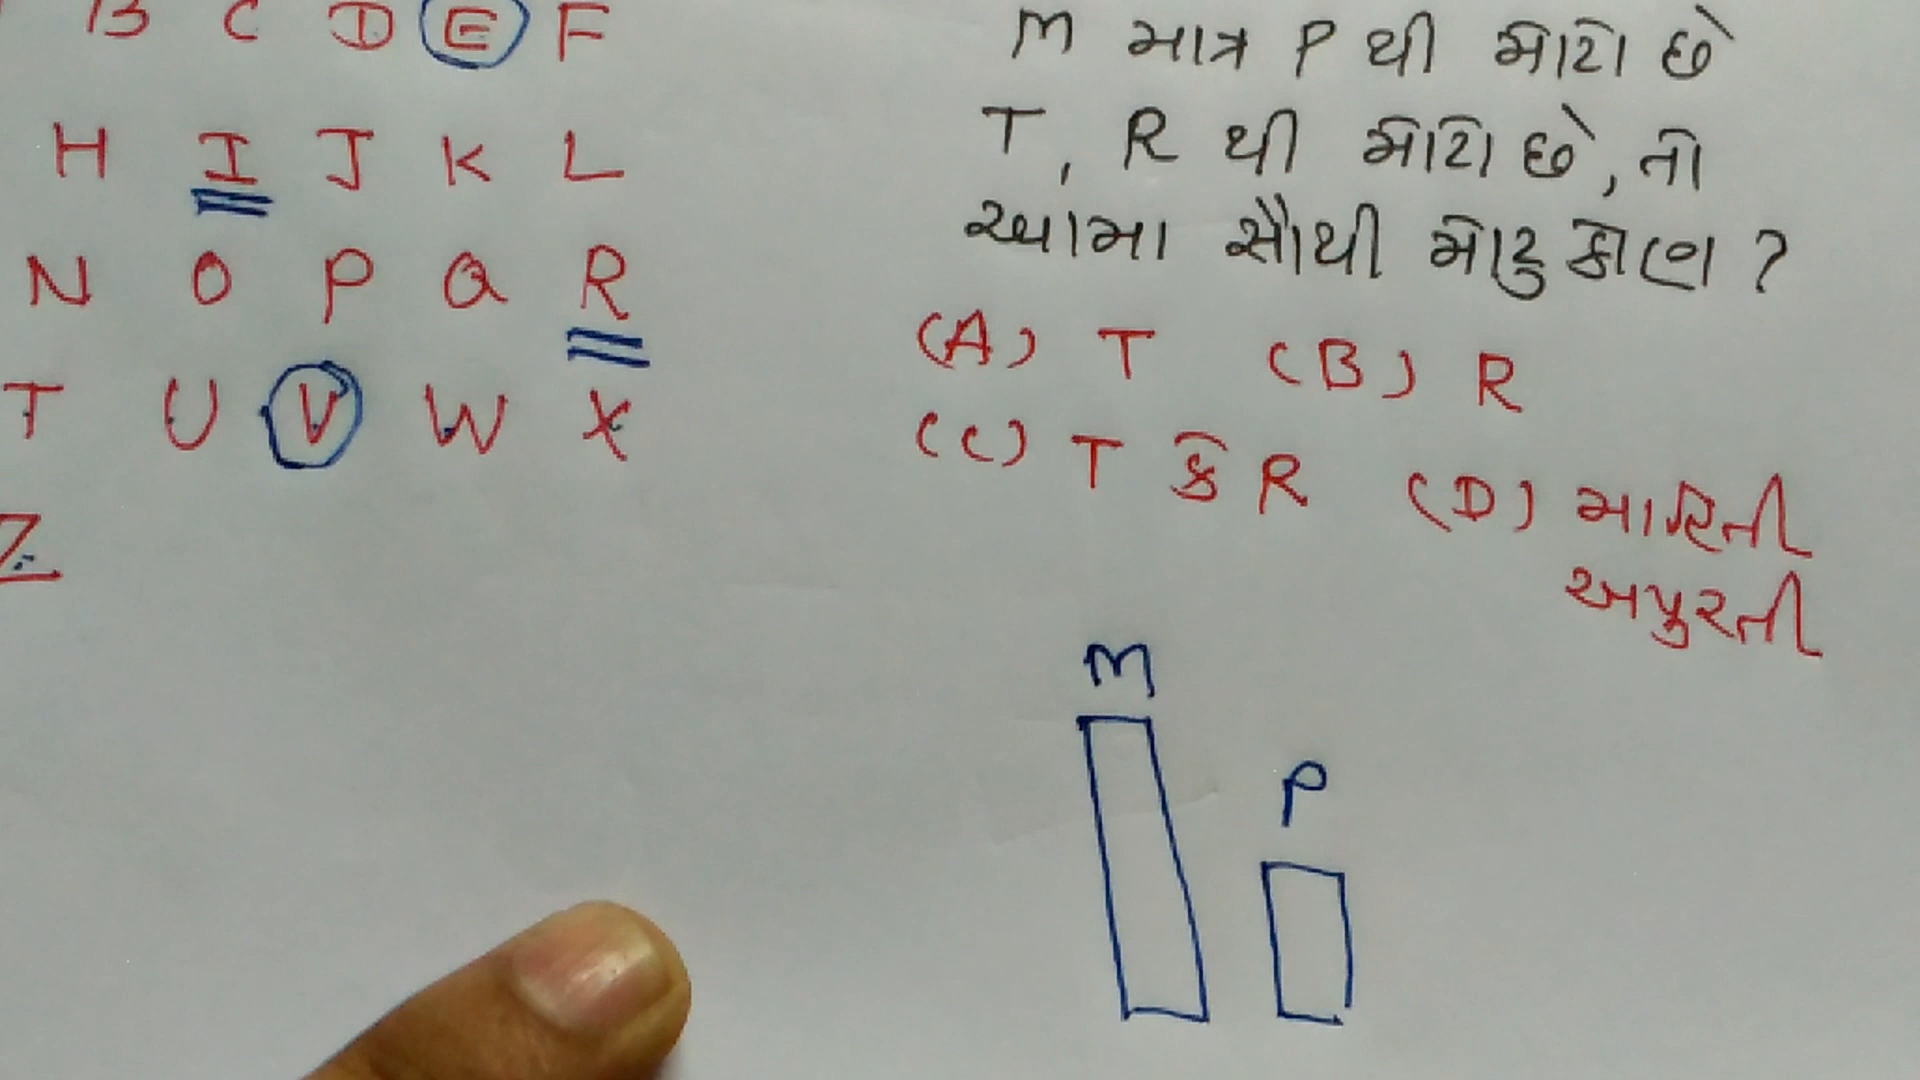 B C D E F
H I J K L
N O P Q R
T U V W X
Z
M માત્ર P થી મોટો છે
T, R થી મોટો છે, તો
આમા સૌથી મોટુ કોણ ?
(A) T (B) R
(C) T કે R (D) માહિતી
અપુરતી
M
P